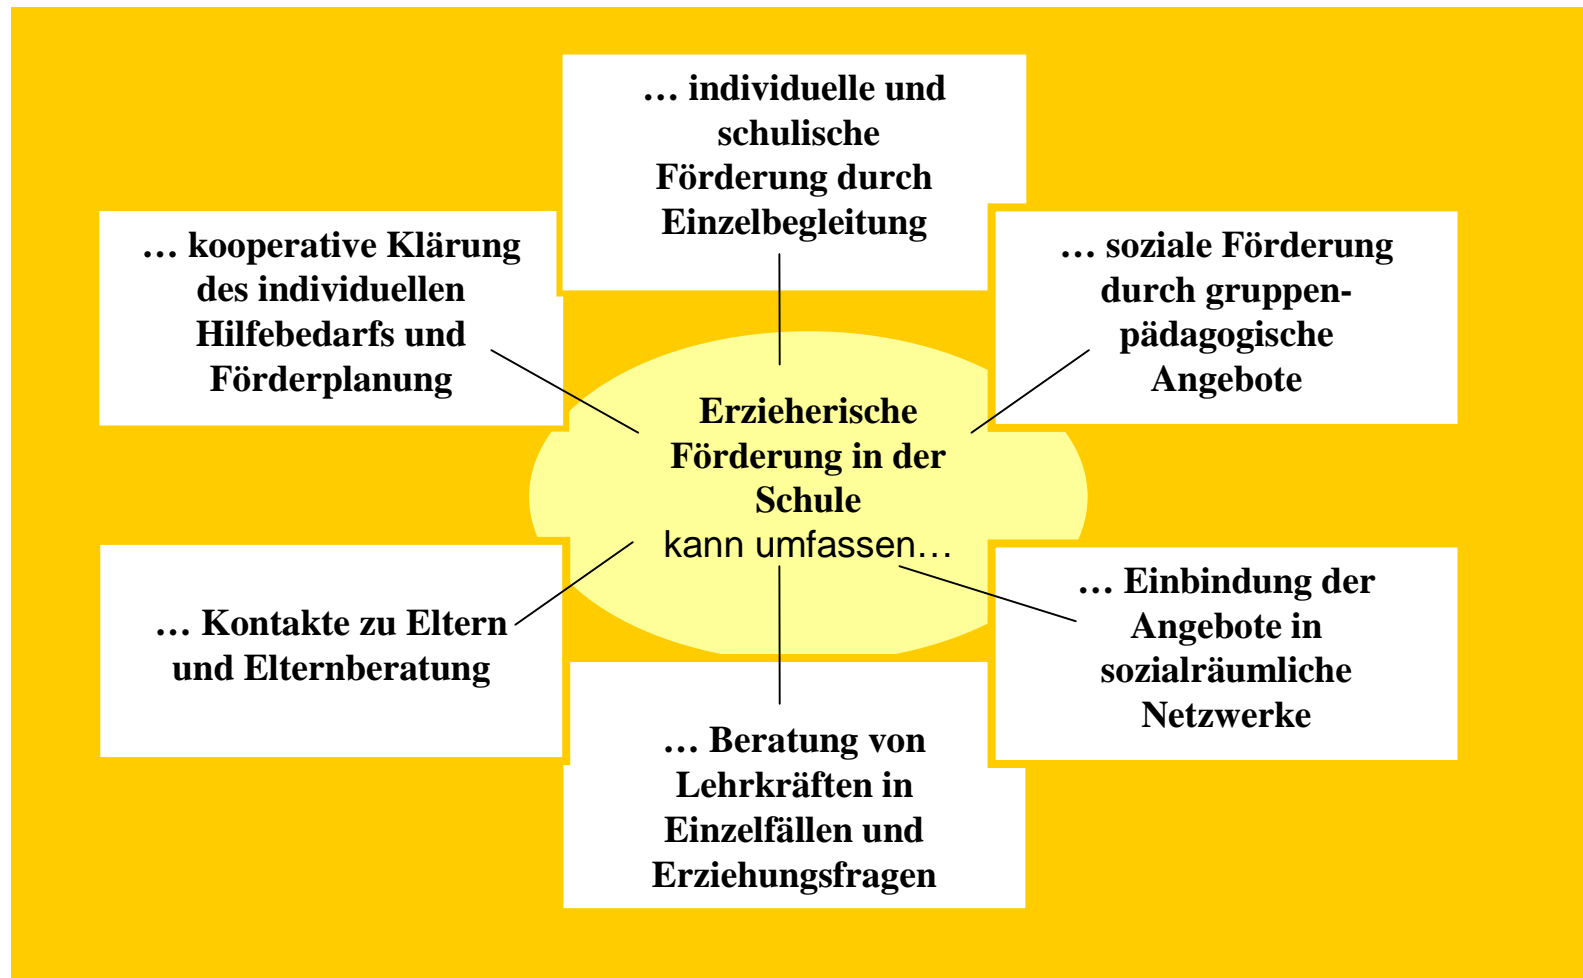 … individuelle und
schulische
Förderung durch
Einzelbegleitung
… kooperative Klärung
des individuellen
Hilfebedarfs und
Förderplanung
… soziale Förderung
durch gruppen-
pädagogische
Angebote
Erzieherische
Förderung in der
Schule
kann umfassen…
… Kontakte zu Eltern
und Elternberatung
… Einbindung der
Angebote in
sozialräumliche
Netzwerke
… Beratung von
Lehrkräften in
Einzelfällen und
Erziehungsfragen